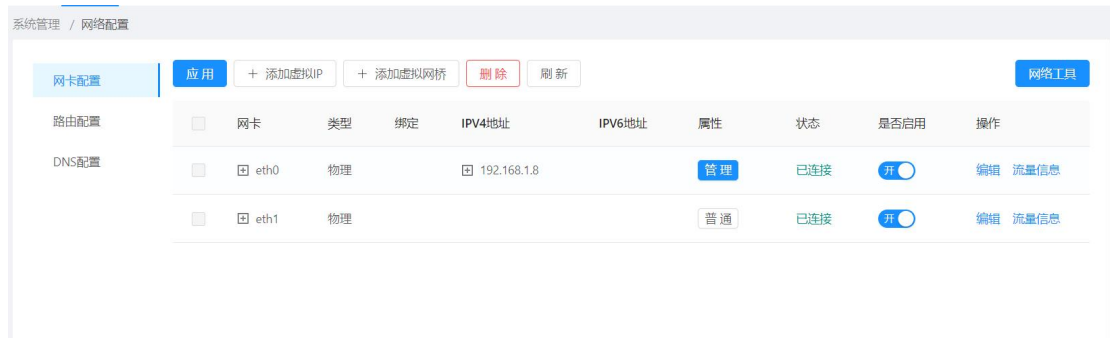 系统管理 / 网络配置
网卡配置
路由配置
DNS配置
应用 + 添加虚拟IP + 添加虚拟网桥 删除 刷新 网络工具
网卡 类型 绑定 IPV4地址 IPV6地址 属性 状态 是否启用 操作
eth0 物理 192.168.1.8 管理 已连接 开 编辑 流量信息
eth1 物理 普通 已连接 开 编辑 流量信息